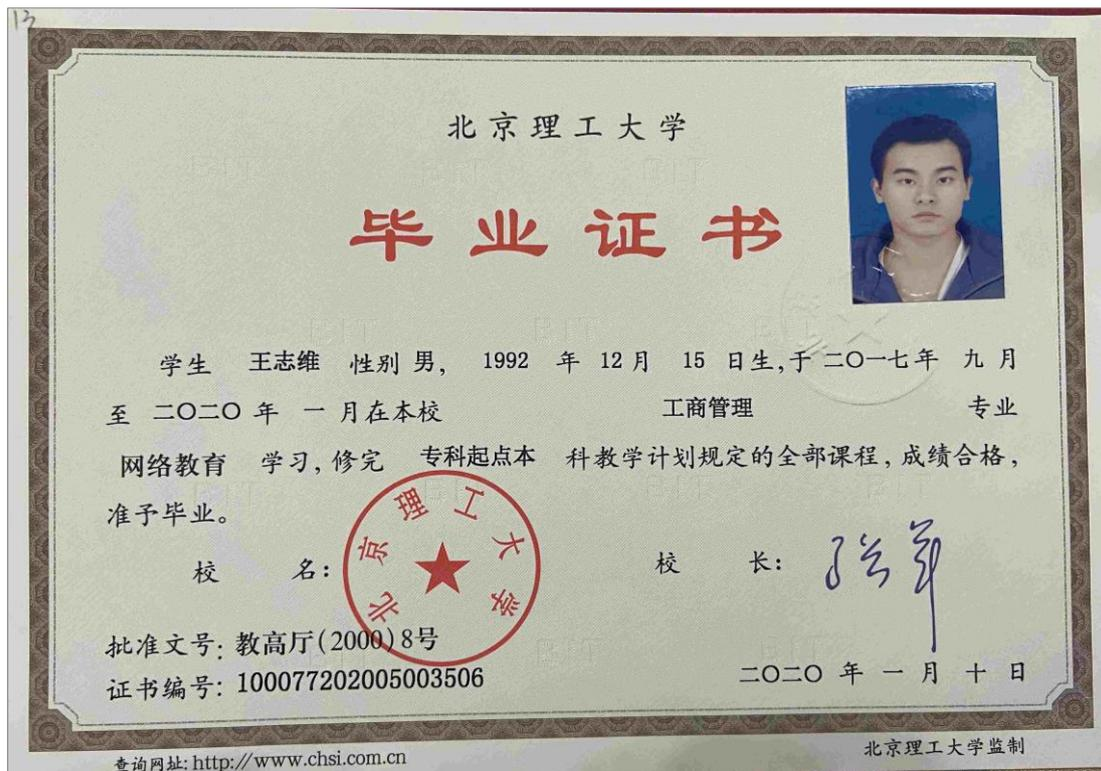 13
北京理工大学
毕业证书
学生 王志维 性别 男， 1992 年 12月 15 日生，于二〇一七年 九 月
至 二〇二〇 年 一 月在本校 工商管理 专业
网络教育 学习，修完 专科起点本 科教学计划规定的全部课程，成绩合格，
准予毕业。
校 名： 校 长：
北京理工大学
批准文号：教高厅(2000)8号
证书编号：100077202005003506
二〇二〇 年 一 月 十 日
查询网址：http://www.chsi.com.cn
北京理工大学监制